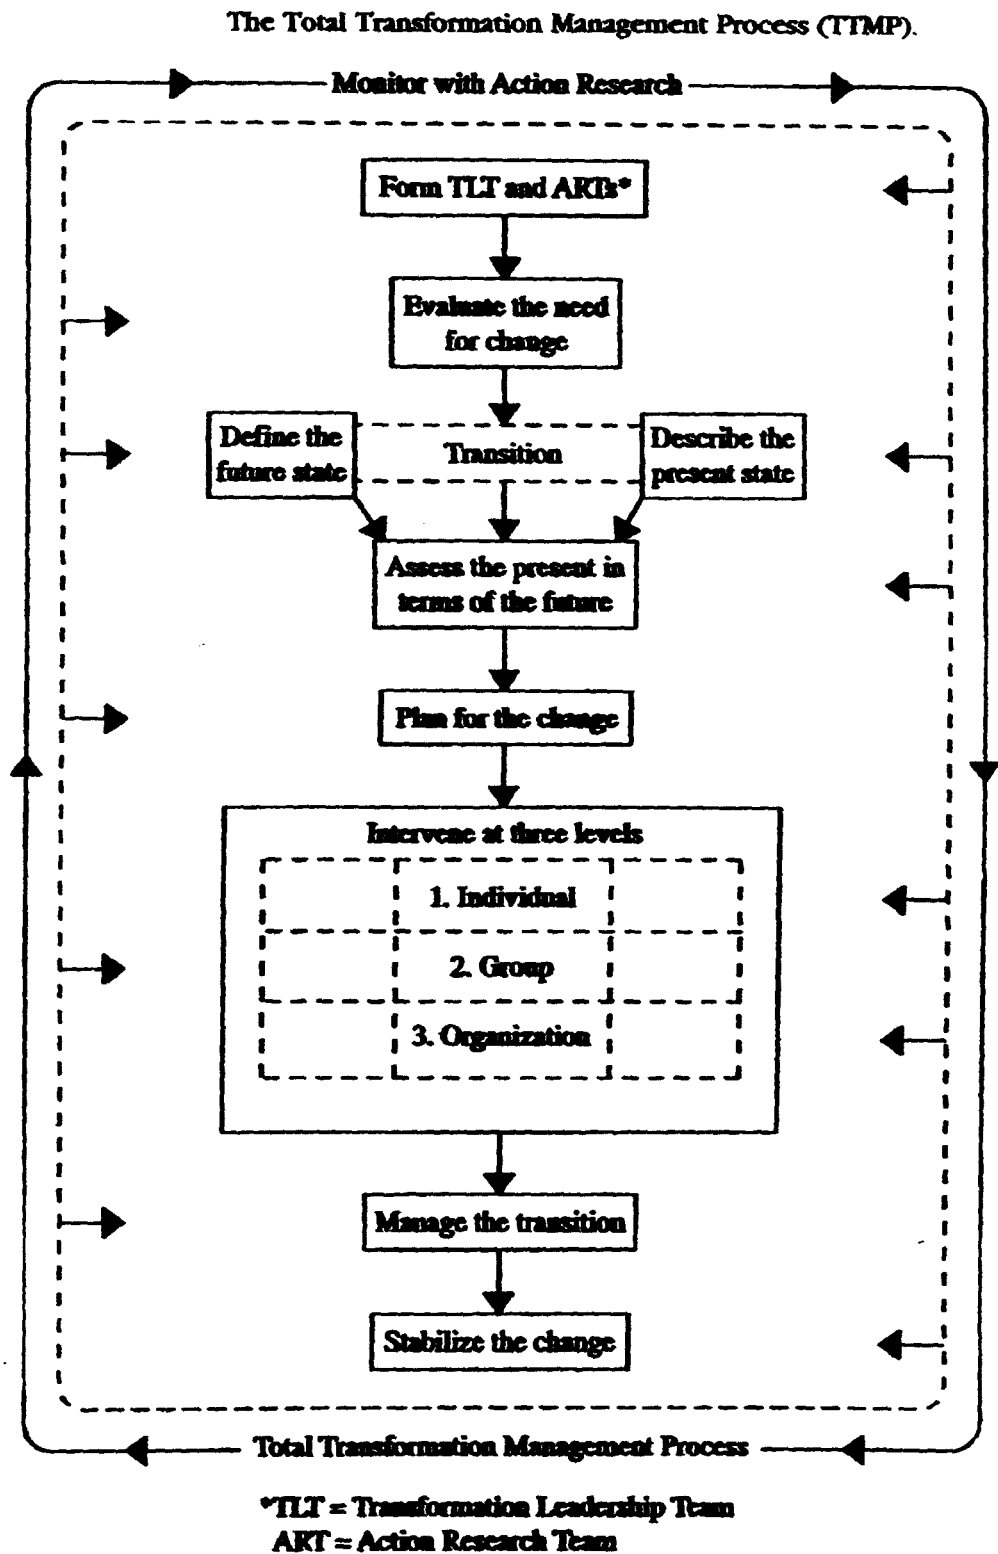 The Total Transformation Management Process (TTMP).
Monitor with Action Research
Form TLT and ARTs*
Evaluate the need
for change
Define the
future state
Transition
Describe the
present state
Assess the present in
terms of the future
Plan for the change
Intervene at three levels
1. Individual
2. Group
3. Organization
Manage the transition
Stabilize the change
Total Transformation Management Process
*TLT = Transformation Leadership Team
ART = Action Research Team